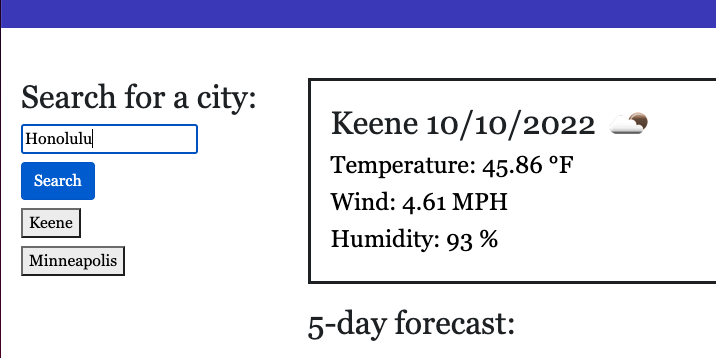 Search for a city:
Honolulu
Search
Keene
Minneapolis
Keene 10/10/2022
Temperature: 45.86 °F
Wind: 4.61 MPH
Humidity: 93 %
5-day forecast: